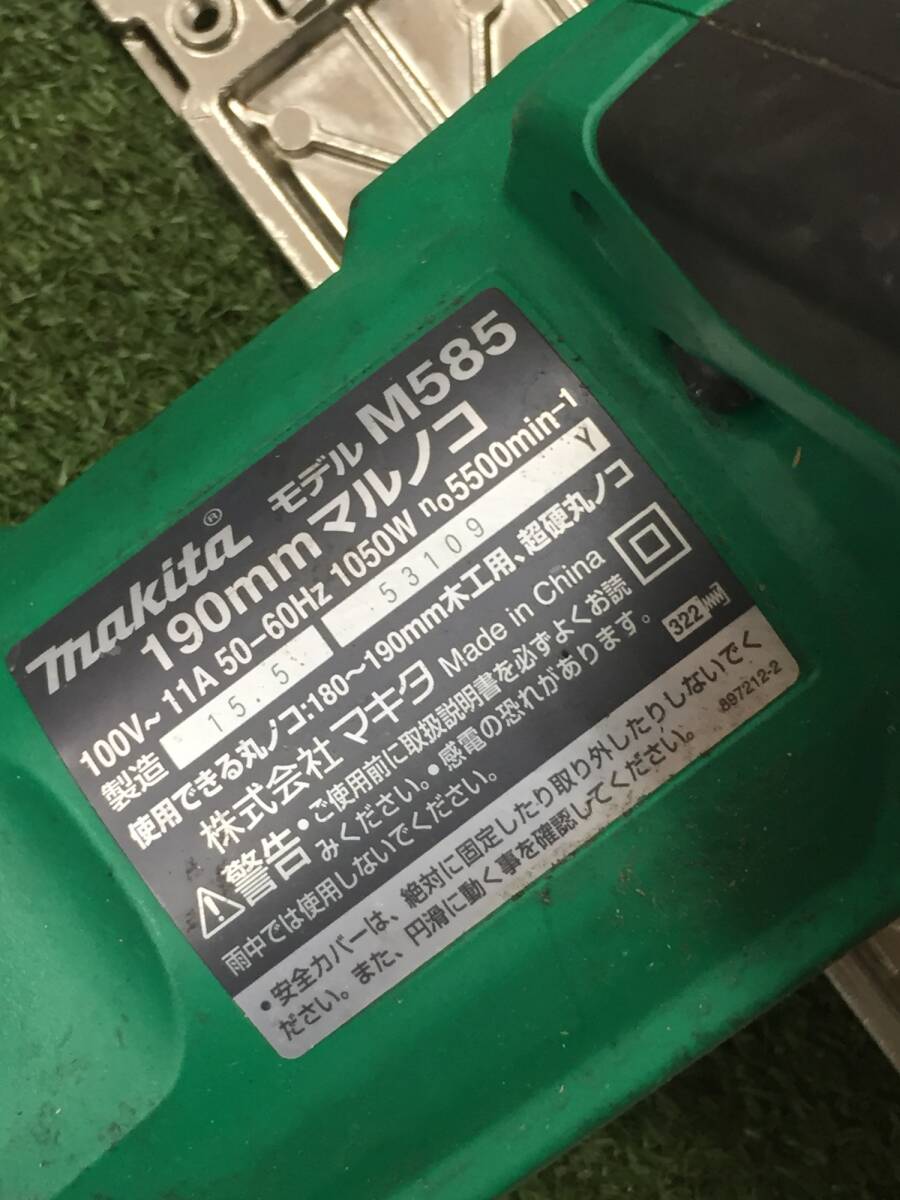 makita® モデル M585
190mm マルノコ
100V～ 11A 50–60Hz 1050W n₀5500min⁻¹
製造 15.5 53109 Y
使用できる丸ノコ:180～190mm木工用、超硬丸ノコ
株式会社 マキタ Made in China
⚠警告 •ご使用前に取扱説明書を必ずよくお読
みください。•感電の恐れがあります。
雨中では使用しないでください。
322
897212-2
•安全カバーは、絶対に固定したり取り外したりしないでく
ださい。また、円滑に動く事を確認してください。